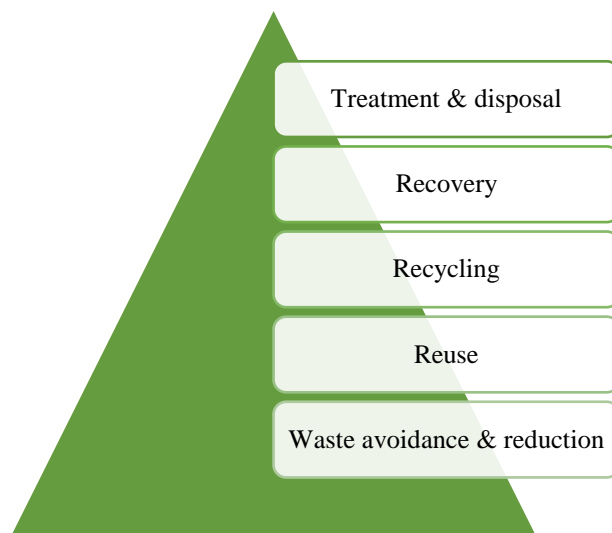 Treatment & disposal
Recovery
Recycling
Reuse
Waste avoidance & reduction